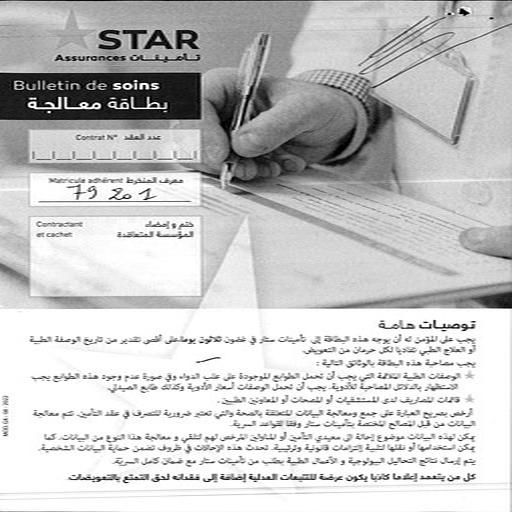 STAR
Assurances تأمينات
Bulletin de soins
بطاقة معالجة
Contrat N° عدد العقد
Matricule adhérent معرف المنخرط
79 201
Contractant et cachet
ختم و إمضاء المؤسسة المتعاقدة
توصيات هامة
يجب على المؤمن له أن يوجه هذه البطاقة إلى تأمينات ستار في غضون ثلاثون يوما على أقصى تقدير من تاريخ الوصفة الطبية
أو العلاج الطبي تفاديا لكل حرمان من التعويض.
يجب مصاحبة هذه البطاقة بالوثائق التالية :
الوصفات الطبية الملائمة التي يجب أن تحمل الطوابع الموجودة على علب الدواء وفي صورة عدم وجود هذه الطوابع يجب
الاستظهار بالدلائل المصاحبة للأدوية. يجب أن تحمل الوصفات أسعار الأدوية وكذلك طابع الصيدلي.
قائمات المصاريف لدى المستشفيات أو المصحات أو المعاونين الطبيين.
أرخص بصريح العبارة على جمع ومعالجة البيانات المتعلقة بالصحة والتي تعتبر ضرورية للتصرف في عقد التأمين. تتم معالجة
البيانات من قبل المصالح المختصة بتأمينات ستار وفقا لقواعد السرية.
يمكن لهذه البيانات موضوع إحالة الى معيدي التأمين أو المناولين المرخص لهم لتلقي و معالجة هذا النوع من البيانات. كما
يمكن استخدامها أو نقلها لتلبية إلتزامات قانونية وترتيبية. تحدث هذه الإحالات في ظروف تضمن حماية البيانات الشخصية.
يتم إرسال نتائج التحاليل البيولوجية و الأعمال الطبية بطلب من تأمينات ستار مع ضمان كامل السرية.
كل من يتعمد إعلاما كاذبا يكون عرضة للتتبعات العدلية إضافة إلى فقدانه لحق التمتع بالتعويضات.